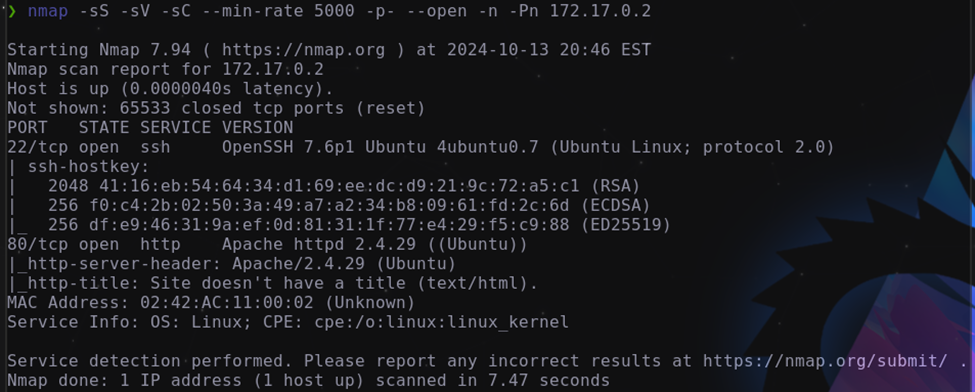 ❯ nmap -sS -sV -sC --min-rate 5000 -p- --open -n -Pn 172.17.0.2
Starting Nmap 7.94 ( https://nmap.org ) at 2024-10-13 20:46 EST
Nmap scan report for 172.17.0.2
Host is up (0.0000040s latency).
Not shown: 65533 closed tcp ports (reset)
PORT   STATE SERVICE VERSION
22/tcp open  ssh     OpenSSH 7.6p1 Ubuntu 4ubuntu0.7 (Ubuntu Linux; protocol 2.0)
| ssh-hostkey:
|   2048 41:16:eb:54:64:34:d1:69:ee:dc:d9:21:9c:72:a5:c1 (RSA)
|   256 f0:c4:2b:02:50:3a:49:a7:a2:34:b8:09:61:fd:2c:6d (ECDSA)
|_  256 df:e9:46:31:9a:ef:0d:81:31:1f:77:e4:29:f5:c9:88 (ED25519)
80/tcp open  http    Apache httpd 2.4.29 ((Ubuntu))
|_http-server-header: Apache/2.4.29 (Ubuntu)
|_http-title: Site doesn't have a title (text/html).
MAC Address: 02:42:AC:11:00:02 (Unknown)
Service Info: OS: Linux; CPE: cpe:/o:linux:linux_kernel
Service detection performed. Please report any incorrect results at https://nmap.org/submit/ .
Nmap done: 1 IP address (1 host up) scanned in 7.47 seconds